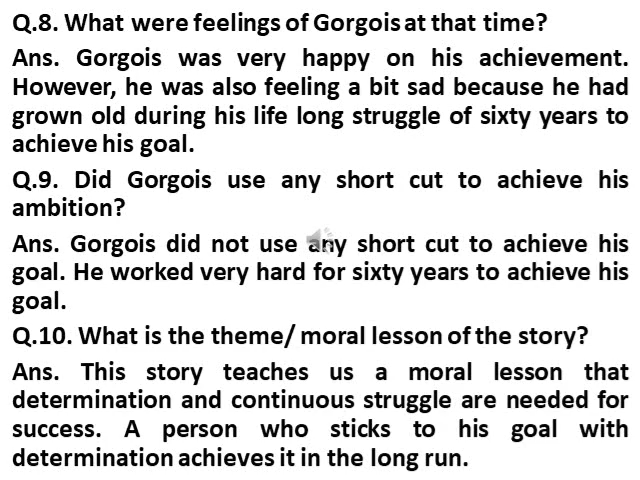 Q.8. What were feelings of Gorgois at that time?
Ans. Gorgois was very happy on his achievement.
However, he was also feeling a bit sad because he had
grown old during his life long struggle of sixty years to
achieve his goal.
Q.9. Did Gorgois use any short cut to achieve his
ambition?
Ans. Gorgois did not use any short cut to achieve his
goal. He worked very hard for sixty years to achieve his
goal.
Q.10. What is the theme/ moral lesson of the story?
Ans. This story teaches us a moral lesson that
determination and continuous struggle are needed for
success. A person who sticks to his goal with
determination achieves it in the long run.